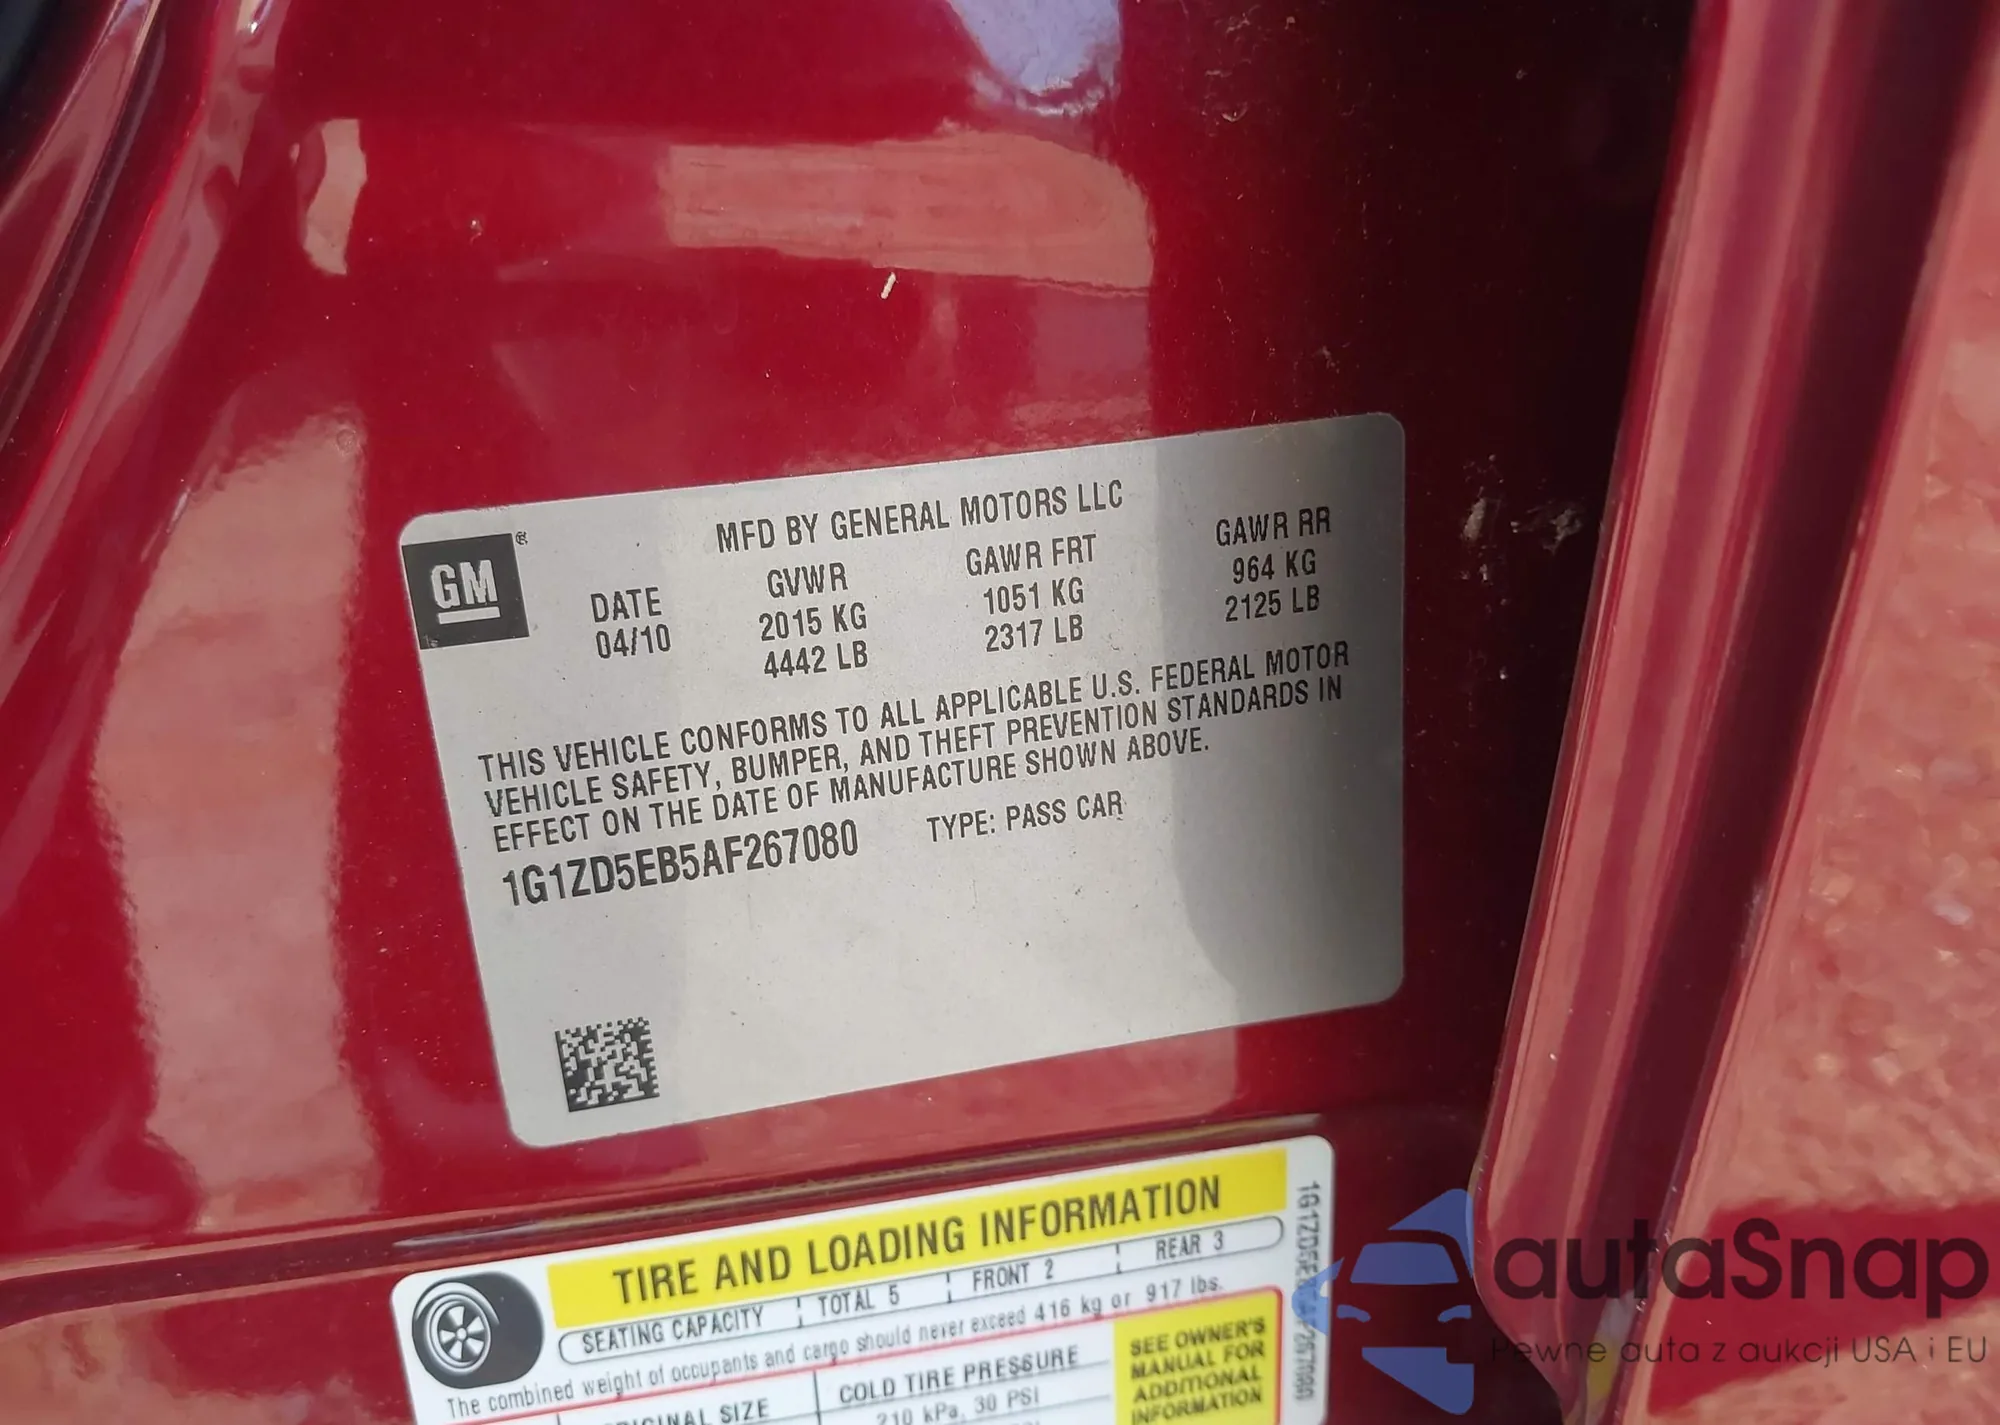 GM®
MFD BY GENERAL MOTORS LLC
DATE GVWR GAWR FRT GAWR RR
04/10 2015 KG 1051 KG 964 KG
4442 LB 2317 LB 2125 LB
THIS VEHICLE CONFORMS TO ALL APPLICABLE U.S. FEDERAL MOTOR
VEHICLE SAFETY, BUMPER, AND THEFT PREVENTION STANDARDS IN
EFFECT ON THE DATE OF MANUFACTURE SHOWN ABOVE.
1G1ZD5EB5AF267080 TYPE: PASS CAR
TIRE AND LOADING INFORMATION
SEATING CAPACITY TOTAL 5 FRONT 2 REAR 3
The combined weight of occupants and cargo should never exceed 416 kg or 917 lbs.
ORIGINAL SIZE COLD TIRE PRESSURE
210 kPa, 30 PSI
SEE OWNER'S
MANUAL FOR
ADDITIONAL
INFORMATION
1G1ZD5EB5AF267080
autaSnap
Pewne auta z aukcji USA i EU